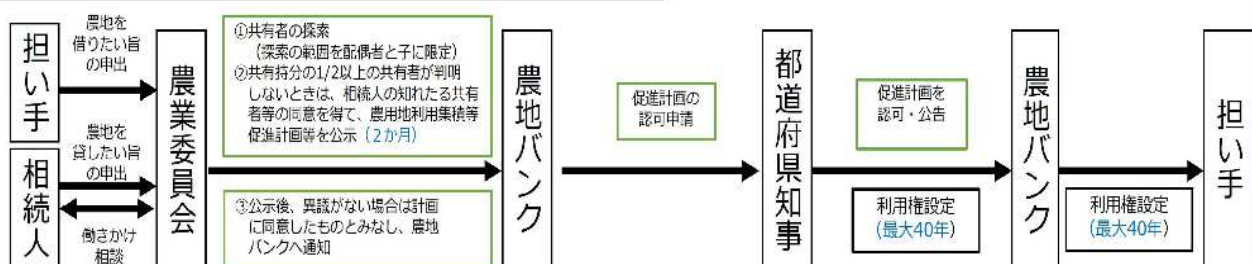 担い手
農地を
借りたい旨
の申出
相続人
農地を
貸したい旨
の申出
働きかけ
相談
農業委員会
①共有者の探索
（探索の範囲を配偶者と子に限定）
②共有持分の1/2以上の共有者が判明
しないときは、相続人の知れたる共有
者等の同意を得て、農用地利用集積等
促進計画等を公示（2か月）
③公示後、異議がない場合は計画
に同意したものとみなし、農地
バンクへ通知
農地バンク
促進計画の
認可申請
都道府県知事
促進計画を
認可・公告
利用権設定
（最大40年）
農地バンク
利用権設定
（最大40年）
担い手